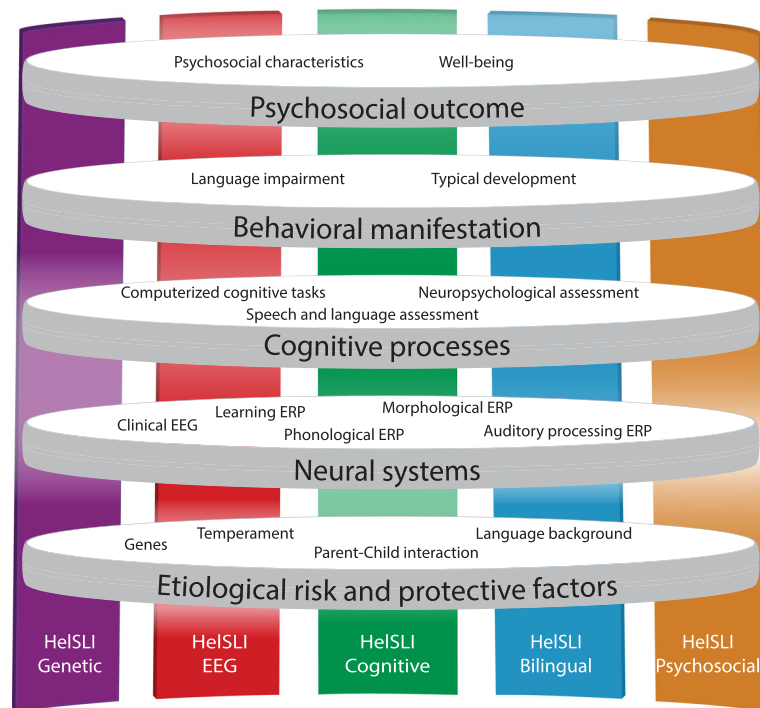 Psychosocial characteristics Well-being
Psychosocial outcome
Language impairment Typical development
Behavioral manifestation
Computerized cognitive tasks Neuropsychological assessment
Speech and language assessment
Cognitive processes
Learning ERP Morphological ERP
Clinical EEG Phonological ERP Auditory processing ERP
Neural systems
Genes Temperament Language background
Parent-Child interaction
Etiological risk and protective factors
HelSLI Genetic
HelSLI EEG
HelSLI Cognitive
HelSLI Bilingual
HelSLI Psychosocial